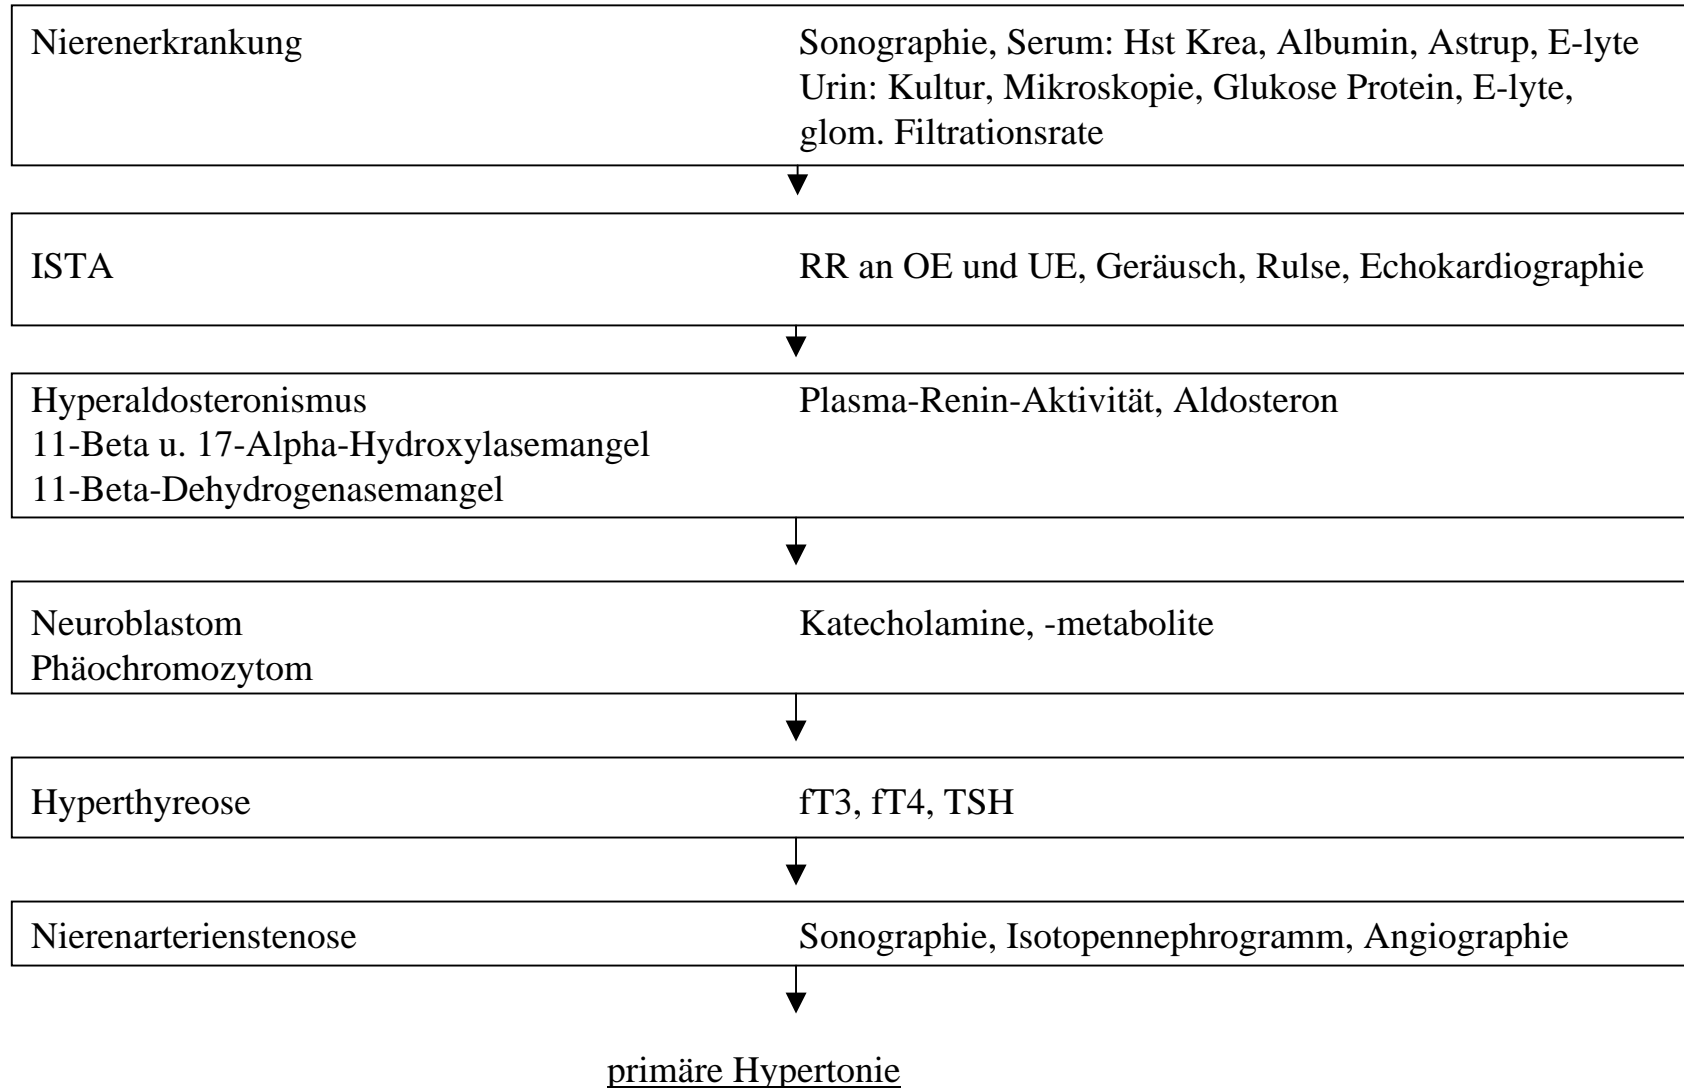 Nierenerkrankung Sonographie, Serum: Hst Krea, Albumin, Astrup, E-lyte
Urin: Kultur, Mikroskopie, Glukose Protein, E-lyte,
glom. Filtrationsrate
ISTA RR an OE und UE, Geräusch, Rulse, Echokardiographie
Hyperaldosteronismus Plasma-Renin-Aktivität, Aldosteron
11-Beta u. 17-Alpha-Hydroxylasemangel
11-Beta-Dehydrogenasemangel
Neuroblastom Katecholamine, -metabolite
Phäochromozytom
Hyperthyreose fT3, fT4, TSH
Nierenarterienstenose Sonographie, Isotopennephrogramm, Angiographie
primäre Hypertonie